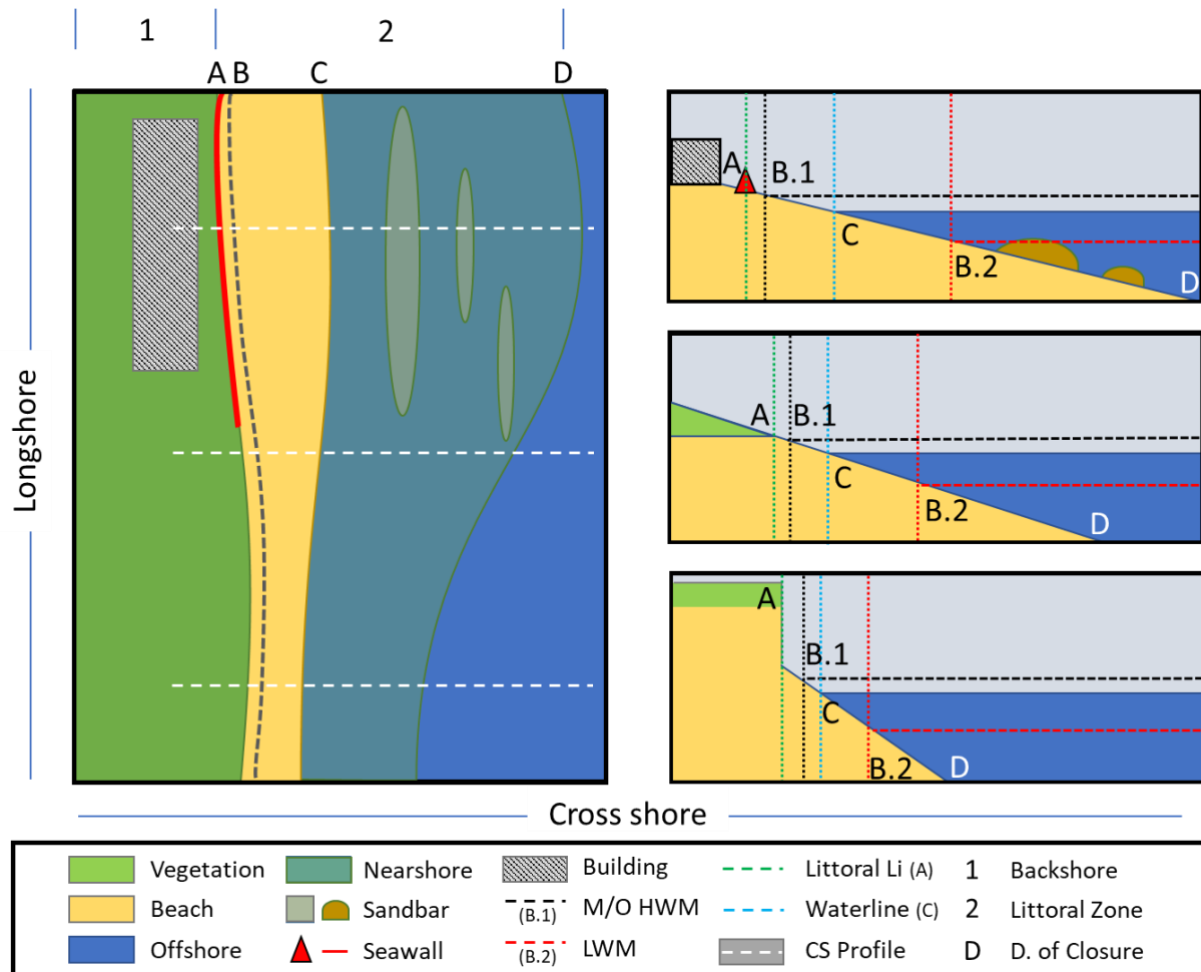 1 2
A B C D
Longshore
A B.1
C
B.2
D
A B.1
C
B.2
D
A
B.1
C
B.2
D
Cross shore
Vegetation Nearshore Building Littoral Li (A) 1 Backshore
Beach Sandbar (B.1) M/O HWM Waterline (C) 2 Littoral Zone
Offshore Seawall (B.2) LWM CS Profile D D. of Closure